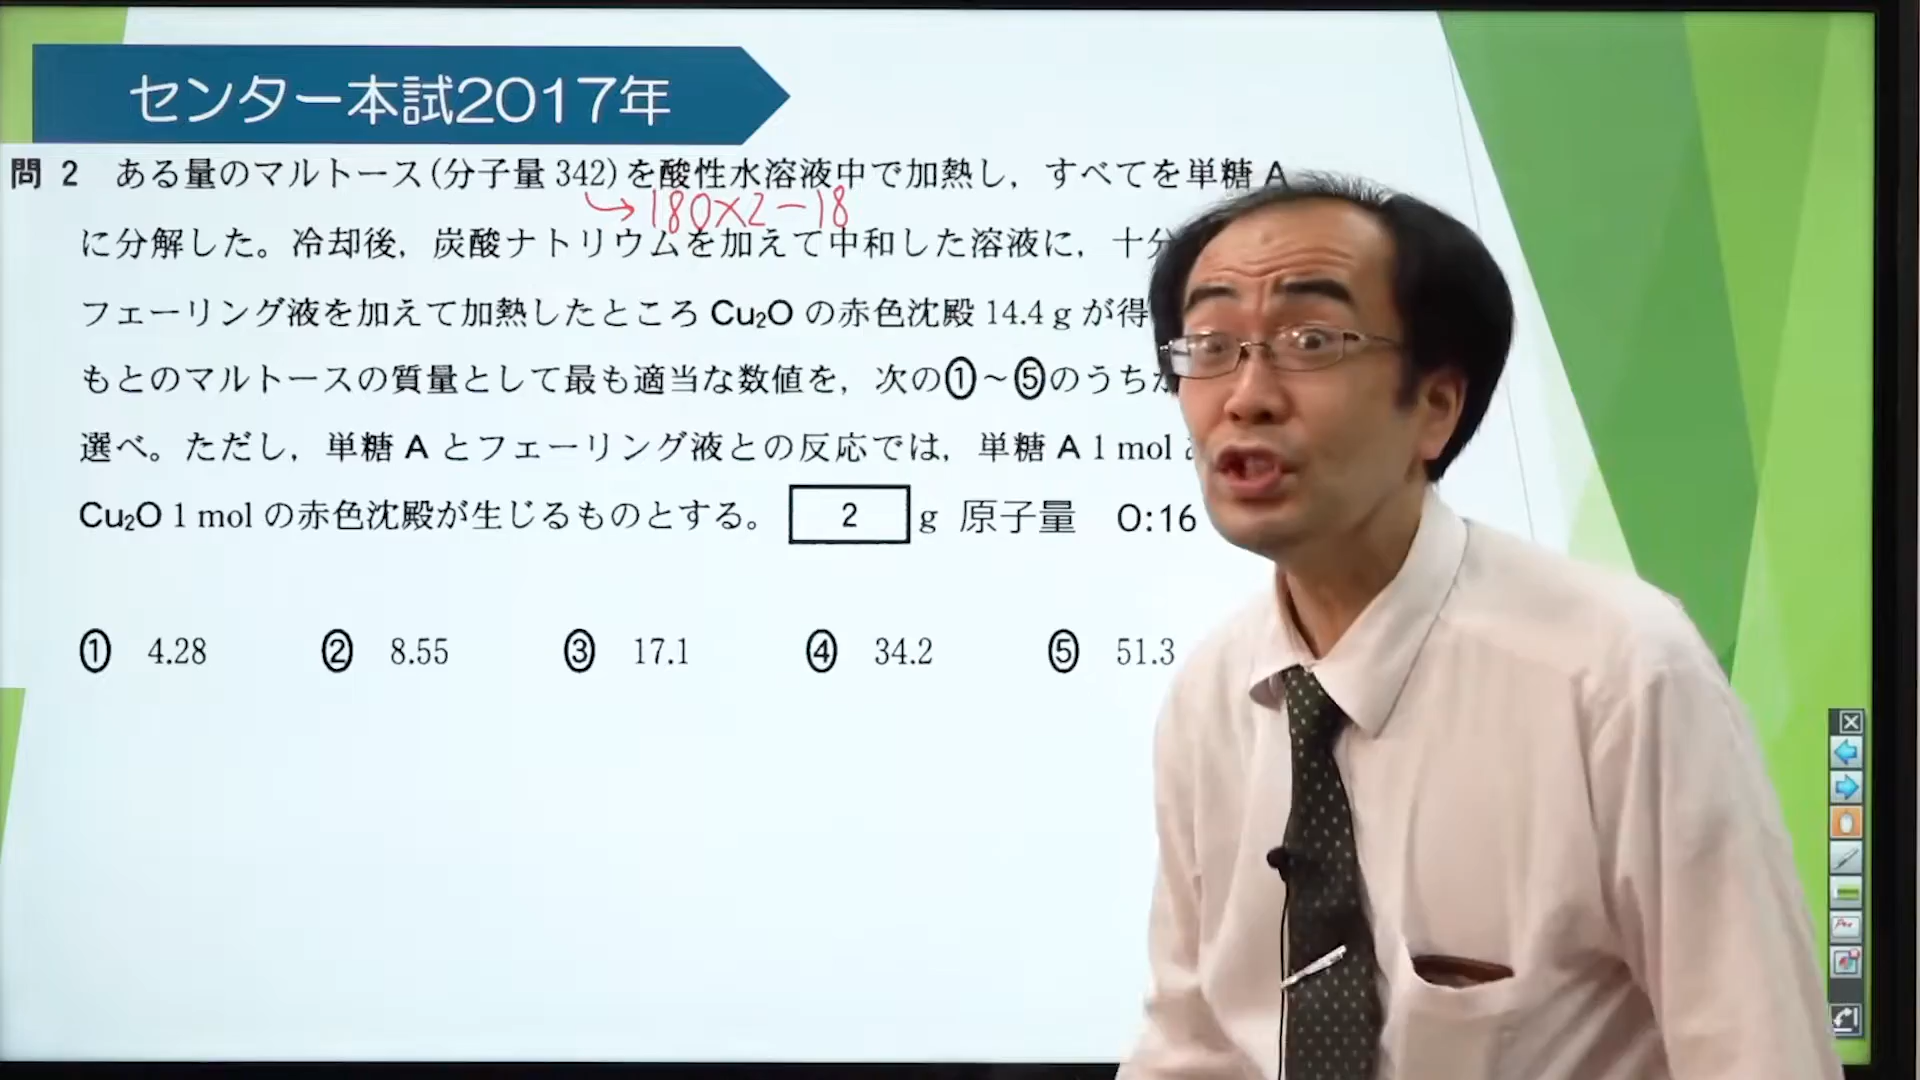 センター本試2017年
問 2 ある量のマルトース(分子量 342)を酸性水溶液中で加熱し，すべてを単糖 A
180×2−18
に分解した。冷却後，炭酸ナトリウムを加えて中和した溶液に，十分
フェーリング液を加えて加熱したところ Cu₂O の赤色沈殿 14.4 g が得
もとのマルトースの質量として最も適当な数値を，次の①～⑤のうちか
選べ。ただし，単糖 A とフェーリング液との反応では，単糖 A 1 mol
Cu₂O 1 mol の赤色沈殿が生じるものとする。 2 g 原子量 O:16
① 4.28 ② 8.55 ③ 17.1 ④ 34.2 ⑤ 51.3